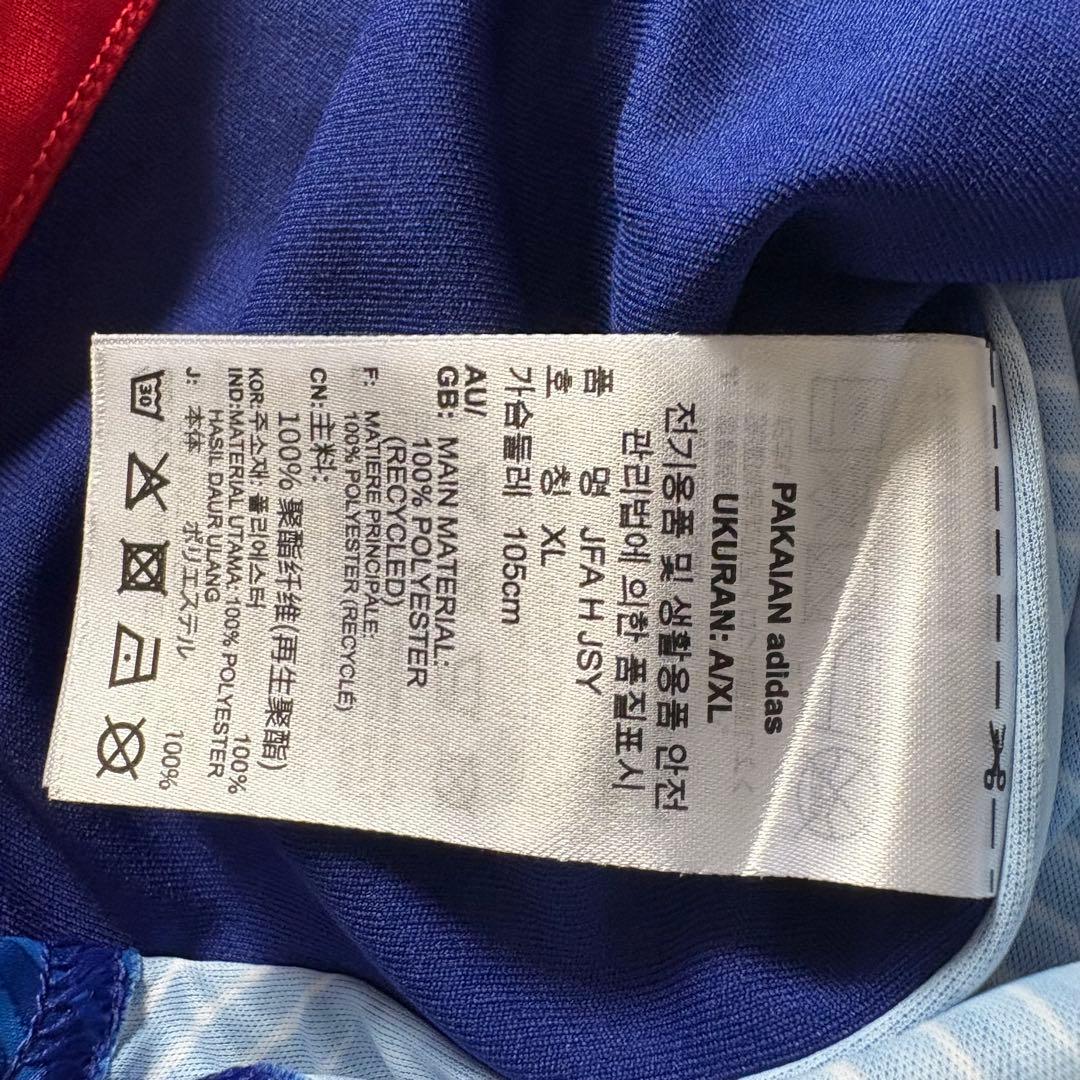 PAKAIAN adidas
UKURAN: A/XL
전기용품 및 생활용품 안전
관리법에 의한 품질표시
품 명 JFA H JSY
호 칭 XL
가슴둘레 105cm
AU/
GB: MAIN MATERIAL:
100% POLYESTER
(RECYCLED)
F: MATIERE PRINCIPALE:
100% POLYESTER (RECYCLÉ)
CN:主料:
100% 聚酯纤维(再生聚酯)
KOR:주소재: 폴리에스터 100%
IND:MATERIAL UTAMA:100% POLYESTER
HASIL DAUR ULANG
J: 本体 ポリエステル 100%
30